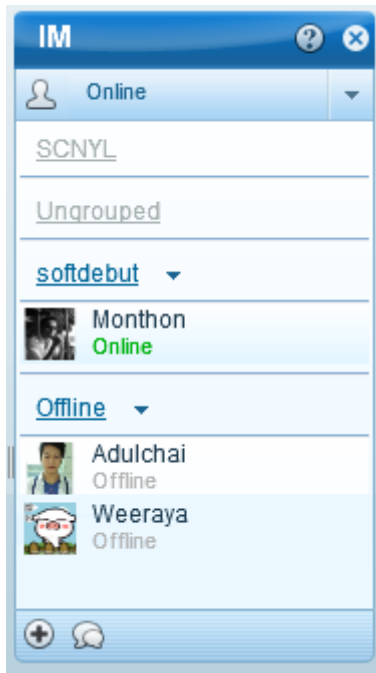 IM
Online
SCNYL
Ungrouped
softdebut
Monthon
Online
Offline
Adulchai
Offline
Weeraya
Offline